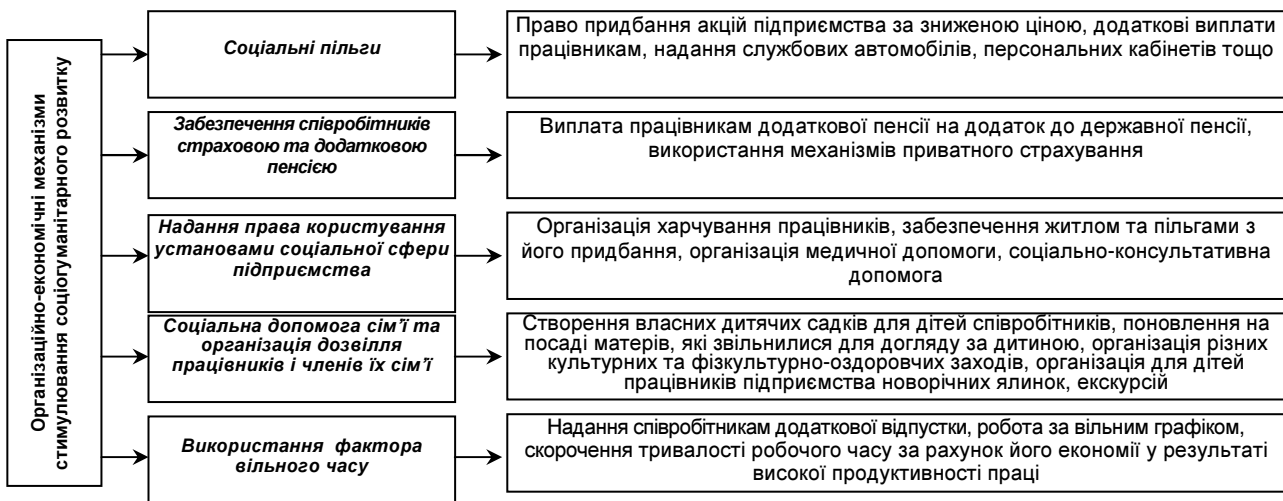 Організаційно-економічні механізми
стимулювання соціогуманітарного розвитку
Соціальні пільги
Право придбання акцій підприємства за зниженою ціною, додаткові виплати
працівникам, надання службових автомобілів, персональних кабінетів тощо
Забезпечення співробітників
страховою та додатковою
пенсією
Виплата працівникам додаткової пенсії на додаток до державної пенсії,
використання механізмів приватного страхування
Надання права користування
установами соціальної сфери
підприємства
Організація харчування працівників, забезпечення житлом та пільгами з
його придбання, організація медичної допомоги, соціально-консультативна
допомога
Соціальна допомога сім’ї та
організація дозвілля
працівників і членів їх сім’ї
Створення власних дитячих садків для дітей співробітників, поновлення на
посаді матерів, які звільнилися для догляду за дитиною, організація різних
культурних та фізкультурно-оздоровчих заходів, організація для дітей
працівників підприємства новорічних ялинок, екскурсій
Використання фактора
вільного часу
Надання співробітникам додаткової відпустки, робота за вільним графіком,
скорочення тривалості робочого часу за рахунок його економії у результаті
високої продуктивності праці